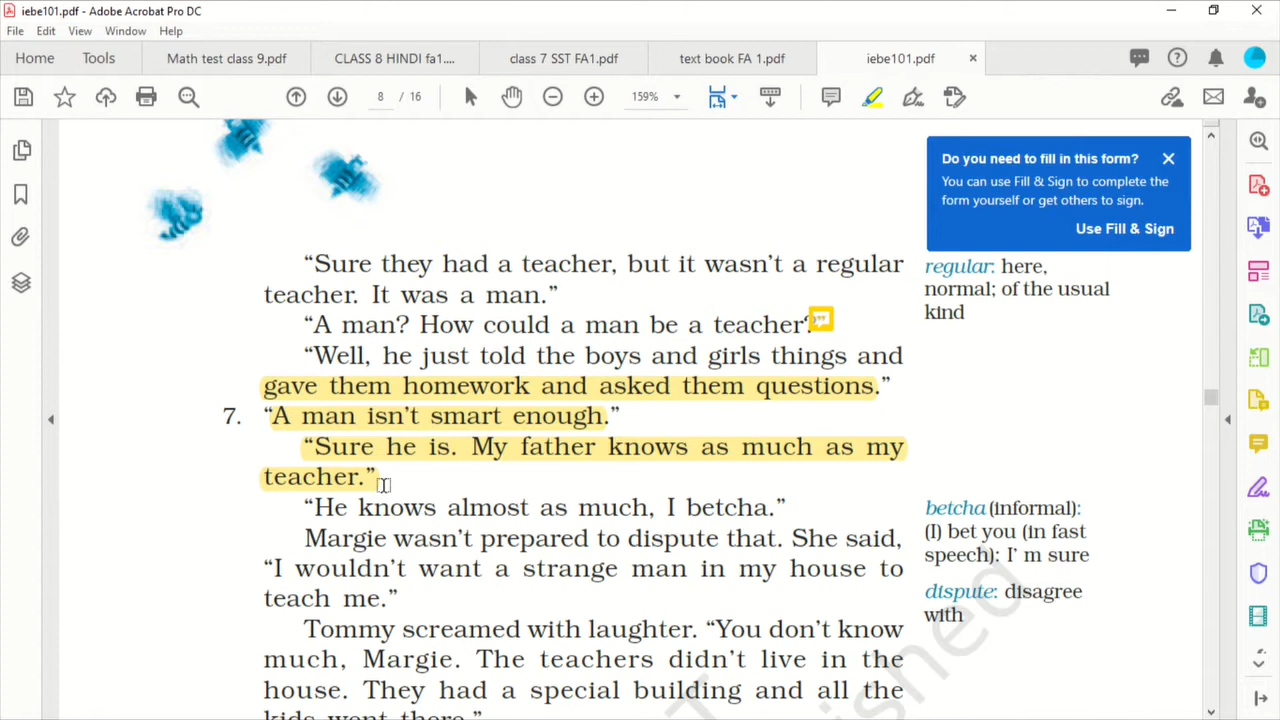 iebe101.pdf - Adobe Acrobat Pro DC
File Edit View Window Help
Home Tools Math test class 9.pdf CLASS 8 HINDI fa1.... class 7 SST FA1.pdf text book FA 1.pdf iebe101.pdf
8 / 16 159%
Do you need to fill in this form?
You can use Fill & Sign to complete the
form yourself or get others to sign.
Use Fill & Sign
“Sure they had a teacher, but it wasn’t a regular
teacher. It was a man.”
“A man? How could a man be a teacher?
“Well, he just told the boys and girls things and
gave them homework and asked them questions.”
7. “A man isn’t smart enough.”
“Sure he is. My father knows as much as my
teacher.”
“He knows almost as much, I betcha.”
Margie wasn’t prepared to dispute that. She said,
“I wouldn’t want a strange man in my house to
teach me.”
Tommy screamed with laughter. “You don’t know
much, Margie. The teachers didn’t live in the
house. They had a special building and all the
kids went there.”
regular: here,
normal; of the usual
kind
betcha (informal):
(I) bet you (in fast
speech): I’ m sure
dispute: disagree
with